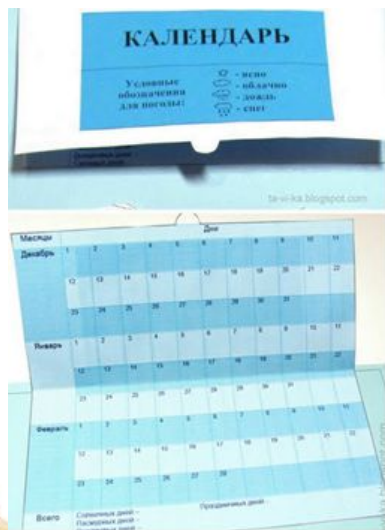 КАЛЕНДАРЬ
Условные
обозначения
для погоды:
- ясно
- облачно
- дождь
- снег
ta-vi-ka.blogspot.com
Месяцы Дни
Декабрь 1 2 3 4 5 6 7 8 9 10 11
12 13 14 15 16 17 18 19 20 21 22
23 24 25 26 27 28 29 30 31
Январь 1 2 3 4 5 6 7 8 9 10 11
12 13 14 15 16 17 18 19 20 21 22
23 24 25 26 27 28 29 30 31
Февраль 1 2 3 4 5 6 7 8 9 10 11
12 13 14 15 16 17 18 19 20 21 22
23 24 25 26 27 28
Всего Солнечных дней - Праздничных дней -
Пасмурных дней -